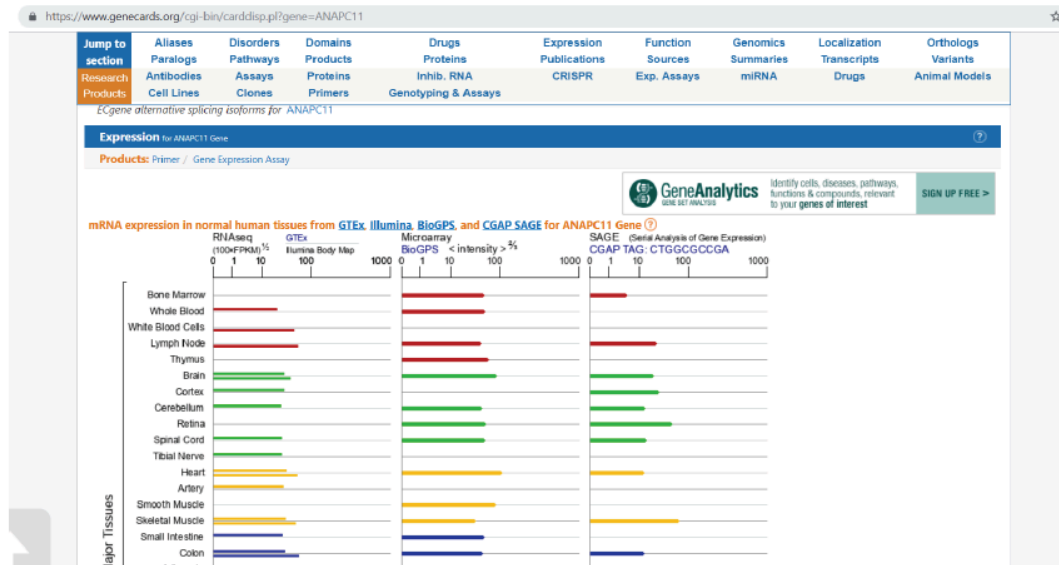 https://www.genecards.org/cgi-bin/carddisp.pl?gene=ANAPC11
Jump to section
Aliases Disorders Domains Drugs Expression Function Genomics Localization Orthologs
Paralogs Pathways Products Proteins Publications Sources Summaries Transcripts Variants
Research Products
Antibodies Assays Proteins Inhib. RNA CRISPR Exp. Assays miRNA Drugs Animal Models
Cell Lines Clones Primers Genotyping & Assays
ECgene alternative splicing isoforms for ANAPC11
Expression for ANAPC11 Gene ?
Products: Primer / Gene Expression Assay
GeneAnalytics
GENE SET ANALYSIS
Identify cells, diseases, pathways,
functions & compounds, relevant
to your genes of interest
SIGN UP FREE >
mRNA expression in normal human tissues from GTEx, Illumina, BioGPS, and CGAP SAGE for ANAPC11 Gene ?
RNAseq GTEx
(100×FPKM)½ Illumina Body Map
0 1 10 100 1000
Microarray
BioGPS < intensity > ⅔
0 1 10 100 1000
SAGE (Serial Analysis of Gene Expression)
CGAP TAG: CTGGCGCCGA
0 1 10 100 1000
Bone Marrow
Whole Blood
White Blood Cells
Lymph Node
Thymus
Brain
Cortex
Cerebellum
Retina
Spinal Cord
Tibial Nerve
Heart
Artery
Smooth Muscle
Skeletal Muscle
Small Intestine
Colon
Tissues